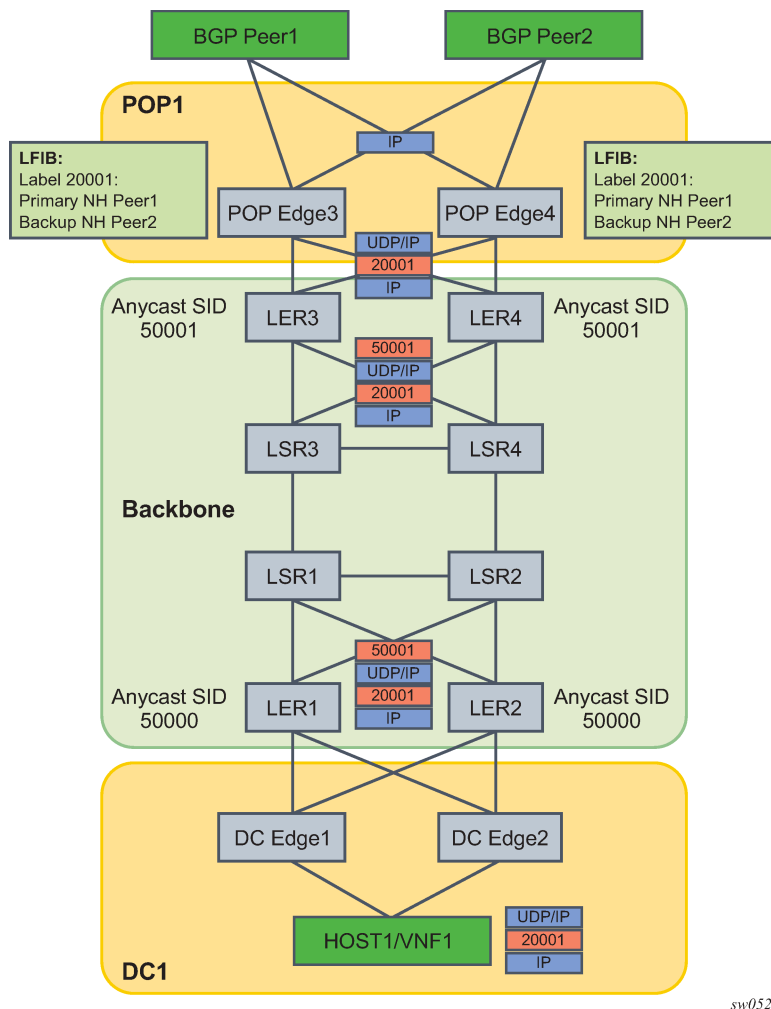 BGP Peer1
BGP Peer2
POP1
IP
LFIB:
Label 20001:
Primary NH Peer1
Backup NH Peer2
LFIB:
Label 20001:
Primary NH Peer1
Backup NH Peer2
POP Edge3
POP Edge4
UDP/IP
20001
IP
Anycast SID
50001
LER3
LER4
Anycast SID
50001
50001
UDP/IP
20001
IP
LSR3
LSR4
Backbone
LSR1
LSR2
50001
UDP/IP
20001
IP
Anycast SID
50000
LER1
LER2
Anycast SID
50000
DC Edge1
DC Edge2
HOST1/VNF1
UDP/IP
20001
IP
DC1
sw052